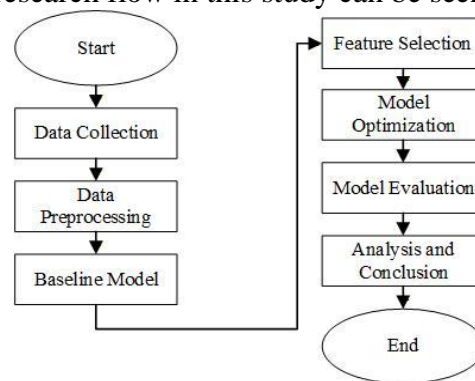 research flow in this study can be seen
Start
Data Collection
Data
Preprocessing
Baseline Model
Feature Selection
Model
Optimization
Model Evaluation
Analysis and
Conclusion
End